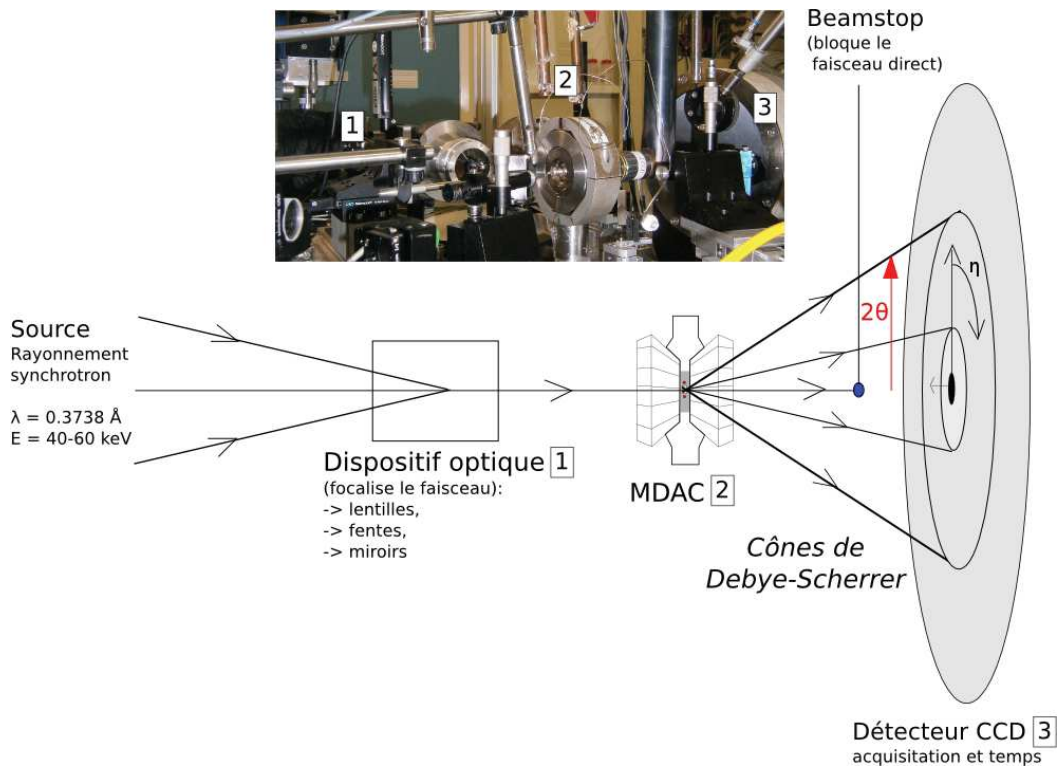 Beamstop
(bloque le
faisceau direct)
1
2
3
η
2θ
Source
Rayonnement
synchrotron
λ = 0.3738 Å
E = 40-60 keV
Dispositif optique 1
(focalise le faisceau):
-> lentilles,
-> fentes,
-> miroirs
MDAC 2
Cônes de
Debye-Scherrer
Détecteur CCD 3
acquisitation et temps